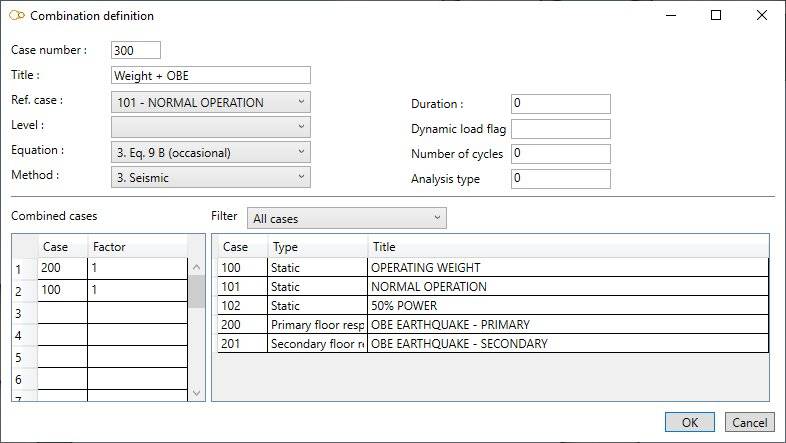 Combination definition
Case number : 300
Title : Weight + OBE
Ref. case : 101 - NORMAL OPERATION
Duration : 0
Level :
Dynamic load flag
Equation : 3. Eq. 9 B (occasional)
Number of cycles 0
Method : 3. Seismic
Analysis type 0
Combined cases
Filter All cases
Case Factor
1 200 1
2 100 1
3
4
5
6
7
Case Type Title
100 Static OPERATING WEIGHT
101 Static NORMAL OPERATION
102 Static 50% POWER
200 Primary floor resp OBE EARTHQUAKE - PRIMARY
201 Secondary floor re OBE EARTHQUAKE - SECONDARY
OK Cancel